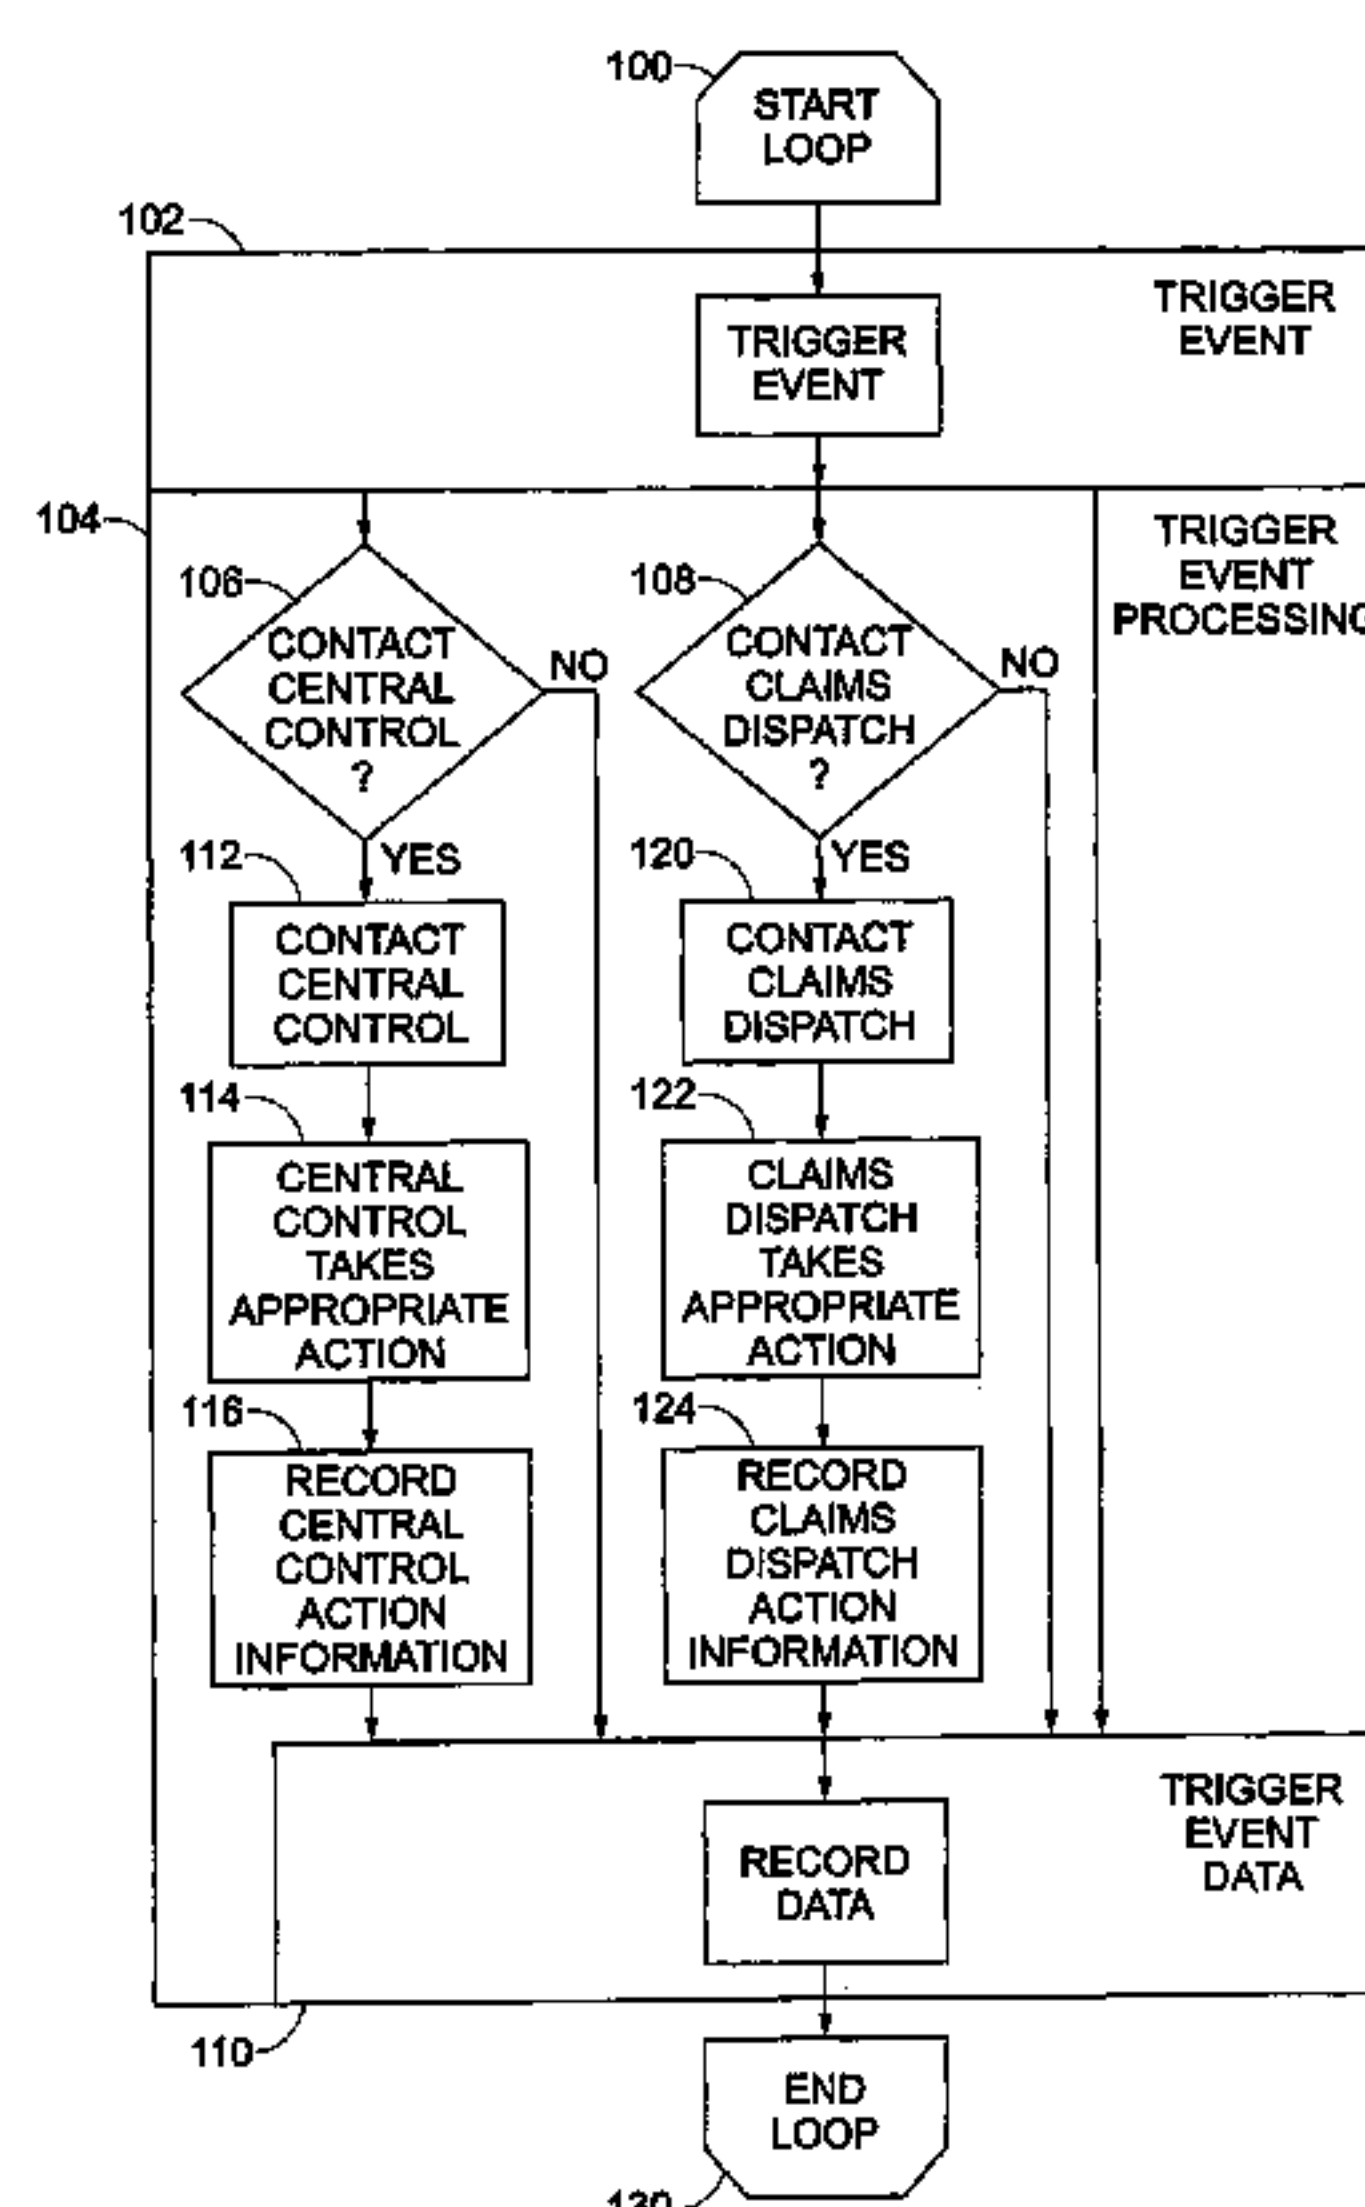 100
START
LOOP
102
TRIGGER
EVENT
TRIGGER
EVENT
104
TRIGGER
EVENT
PROCESSING
106
CONTACT
CENTRAL
CONTROL
?
NO
108
CONTACT
CLAIMS
DISPATCH
?
NO
YES
YES
112
CONTACT
CENTRAL
CONTROL
120
CONTACT
CLAIMS
DISPATCH
114
CENTRAL
CONTROL
TAKES
APPROPRIATE
ACTION
122
CLAIMS
DISPATCH
TAKES
APPROPRIATE
ACTION
116
RECORD
CENTRAL
CONTROL
ACTION
INFORMATION
124
RECORD
CLAIMS
DISPATCH
ACTION
INFORMATION
TRIGGER
EVENT
DATA
RECORD
DATA
110
END
LOOP
130